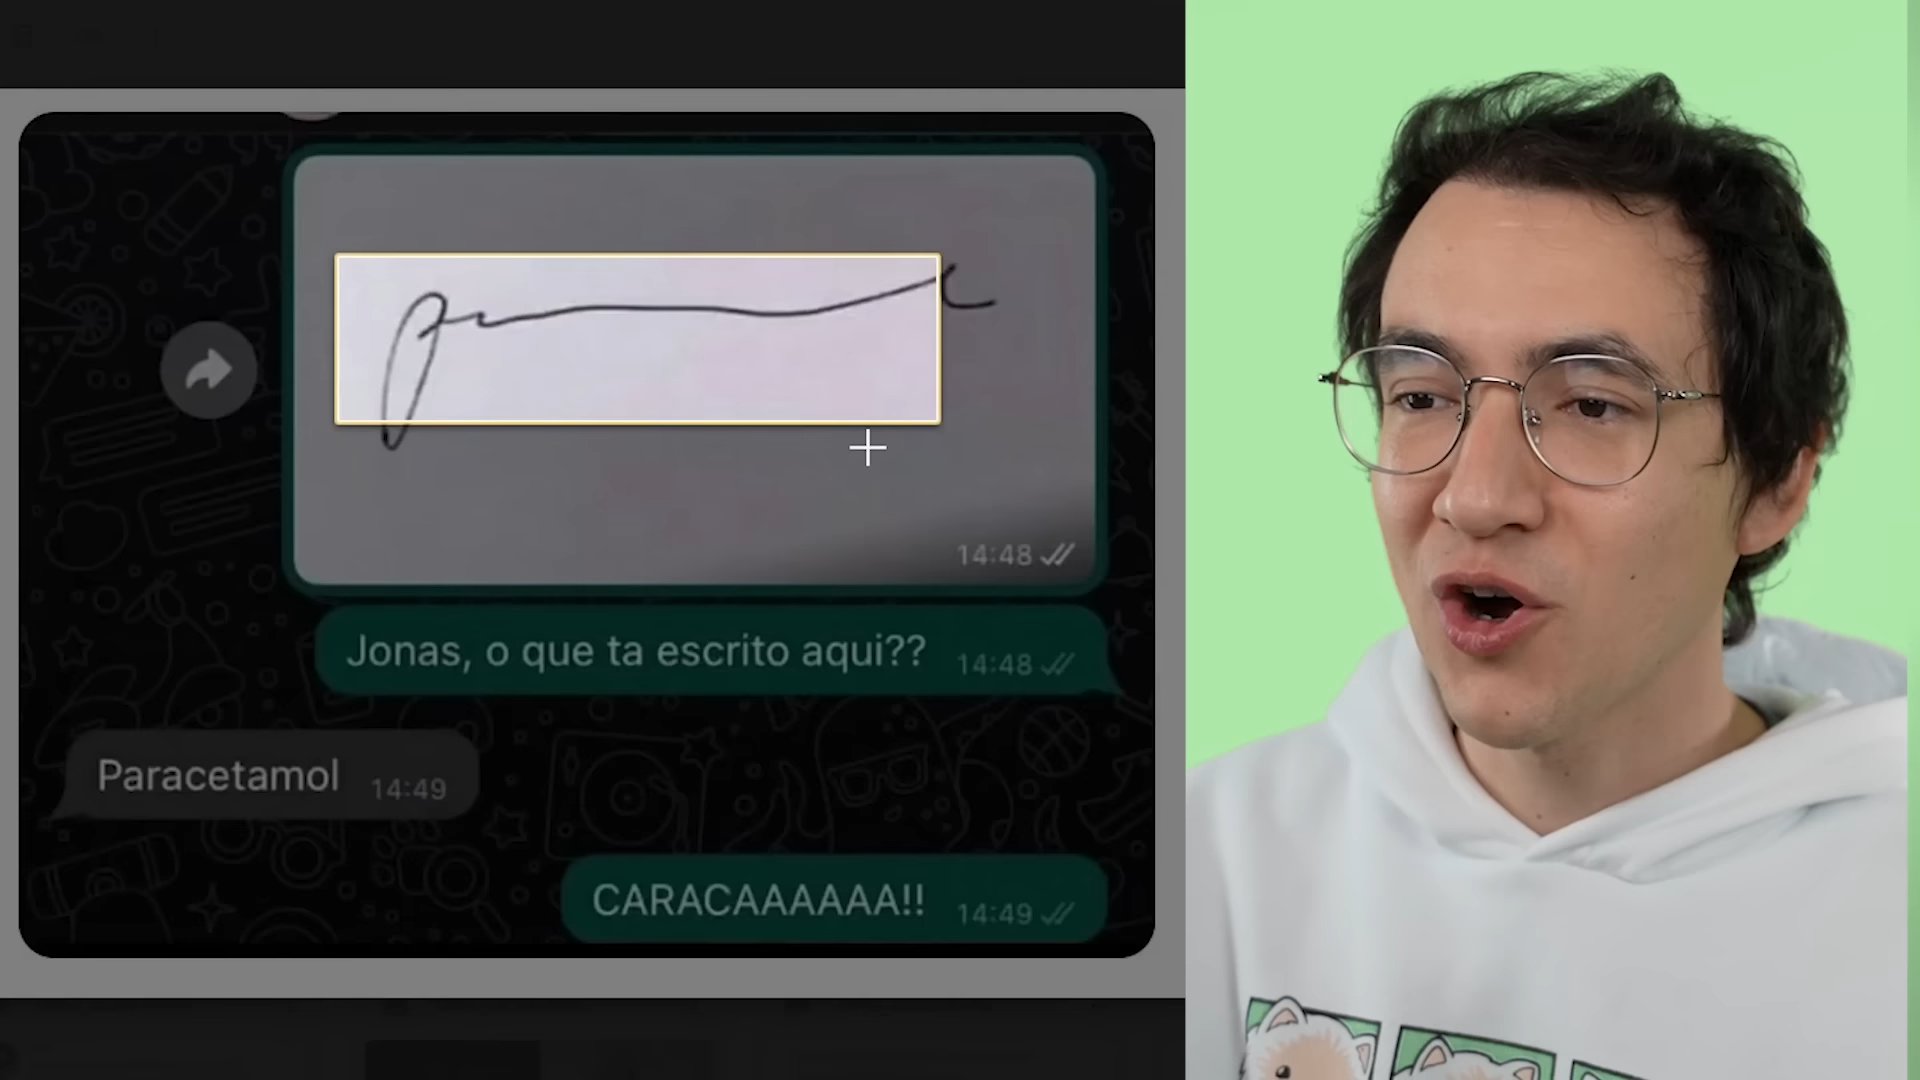 14:48
Jonas, o que ta escrito aqui?? 14:48
Paracetamol 14:49
CARACAAAAAA!! 14:49